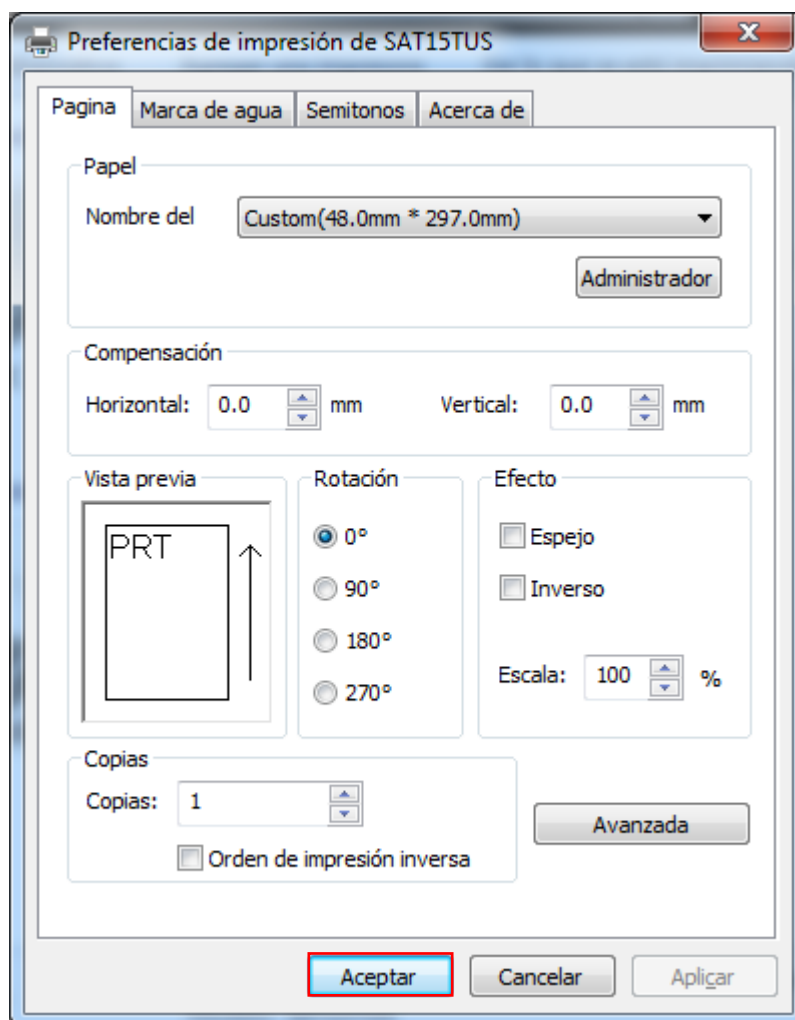 Preferencias de impresión de SAT15TUS
Pagina Marca de agua Semitonos Acerca de
Papel
Nombre del Custom(48.0mm * 297.0mm)
Administrador
Compensación
Horizontal: 0.0 mm Vertical: 0.0 mm
Vista previa Rotación Efecto
PRT 0° Espejo
90° Inverso
180°
Escala: 100 %
270°
Copias
Copias: 1
Avanzada
Orden de impresión inversa
Aceptar Cancelar Aplicar